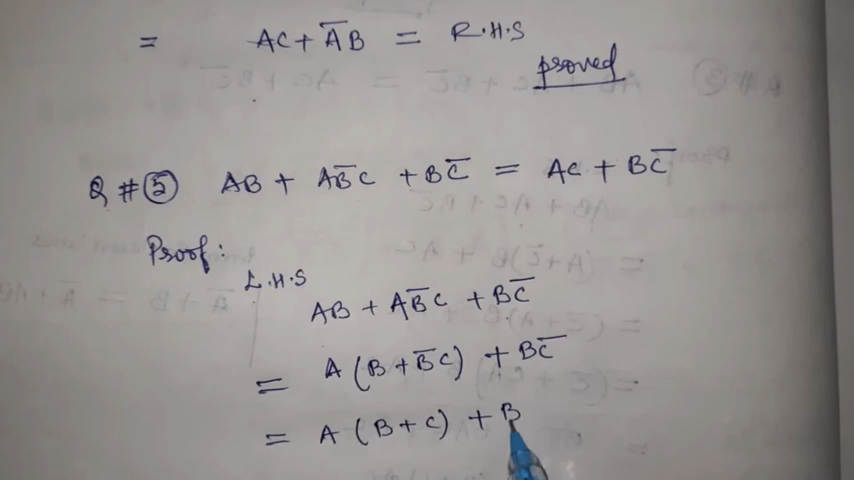 = AC + A̅B = R.H.S
proved
Q # ⑤ AB + AB̅C + BC̅ = AC + BC̅
Proof:
L.H.S
AB + AB̅C + BC̅
= A (B + B̅C) + BC̅
= A (B + C) + B